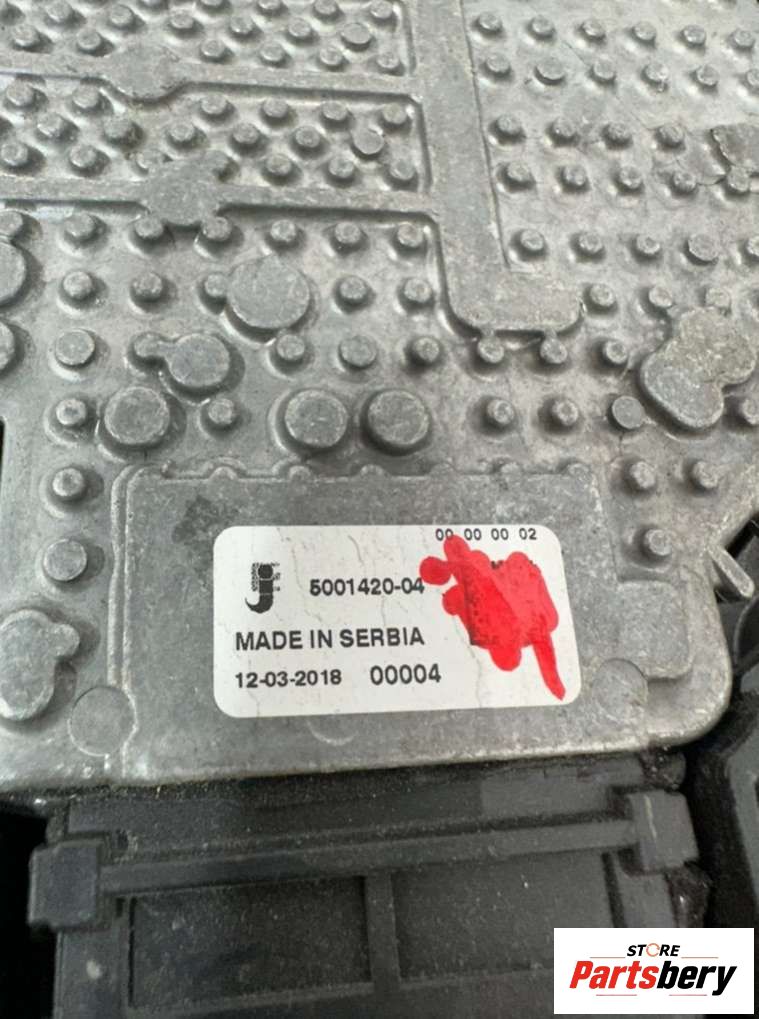 00 00 00 02
5001420-04
MADE IN SERBIA
12-03-2018 00004
STORE
Partsbery